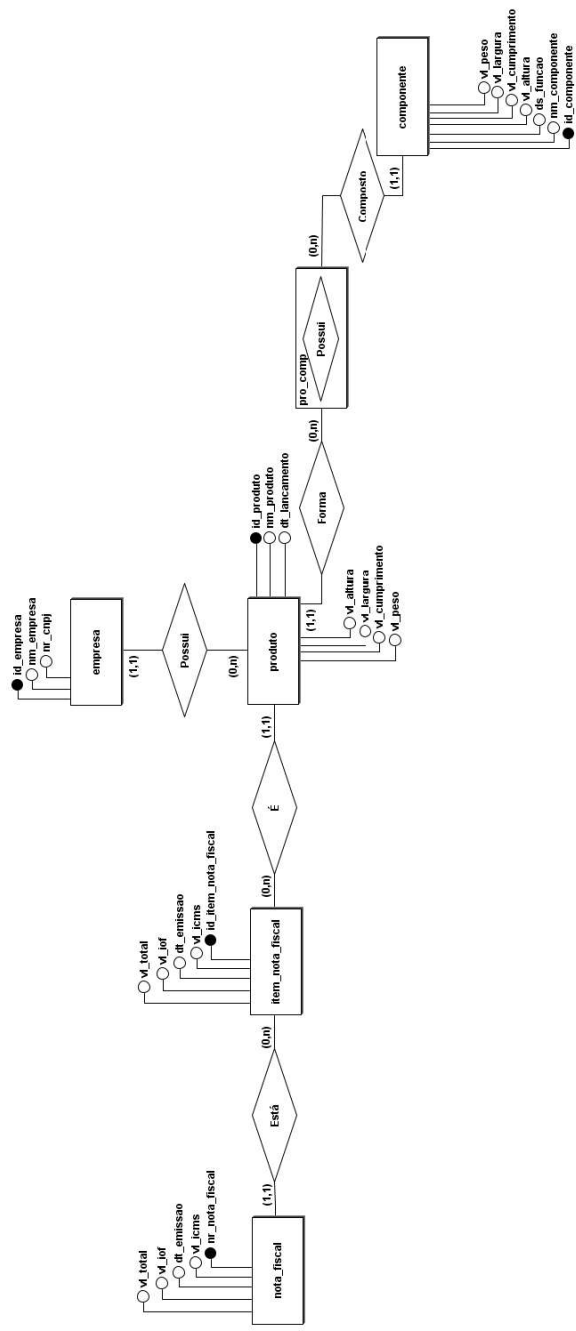 id_empresa
nm_empresa
nr_cnpj
empresa
(1,1)
Possui
(0,n)
vl_total
vl_iof
dt_emissao
vl_icms
nr_nota_fiscal
nota_fiscal
(1,1)
Está
(0,n)
vl_total
vl_iof
dt_emissao
vl_icms
id_item_nota_fiscal
item_nota_fiscal
(0,n)
É
(1,1)
produto
id_produto
nm_produto
dt_lancamento
vl_altura
vl_largura
vl_cumprimento
vl_peso
(1,1)
Forma
(0,n)
pro_comp
Possui
(0,n)
Composto
(1,1)
componente
vl_peso
vl_largura
vl_cumprimento
vl_altura
ds_funcao
nm_componente
id_componente